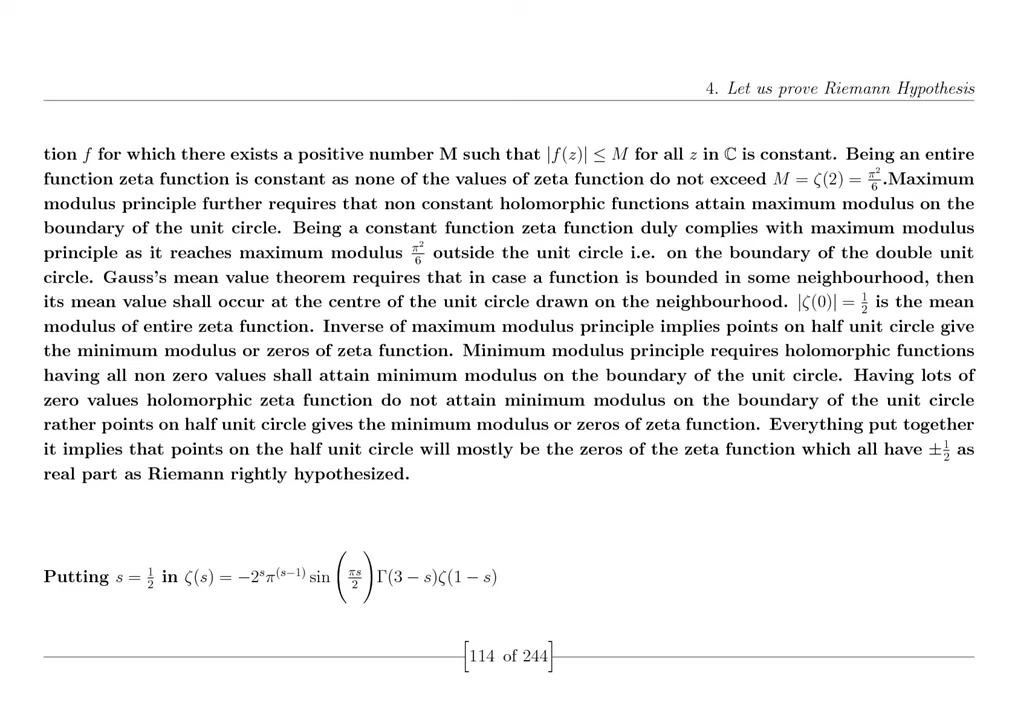 4. Let us prove Riemann Hypothesis
tion f for which there exists a positive number M such that |f(z)| ≤ M for all z in ℂ is constant. Being an entire
function zeta function is constant as none of the values of zeta function do not exceed M = ζ(2) = π²/6.Maximum
modulus principle further requires that non constant holomorphic functions attain maximum modulus on the
boundary of the unit circle. Being a constant function zeta function duly complies with maximum modulus
principle as it reaches maximum modulus π²/6 outside the unit circle i.e. on the boundary of the double unit
circle. Gauss's mean value theorem requires that in case a function is bounded in some neighbourhood, then
its mean value shall occur at the centre of the unit circle drawn on the neighbourhood. |ζ(0)| = 1/2 is the mean
modulus of entire zeta function. Inverse of maximum modulus principle implies points on half unit circle give
the minimum modulus or zeros of zeta function. Minimum modulus principle requires holomorphic functions
having all non zero values shall attain minimum modulus on the boundary of the unit circle. Having lots of
zero values holomorphic zeta function do not attain minimum modulus on the boundary of the unit circle
rather points on half unit circle gives the minimum modulus or zeros of zeta function. Everything put together
it implies that points on the half unit circle will mostly be the zeros of the zeta function which all have ±1/2 as
real part as Riemann rightly hypothesized.
Putting s = 1/2 in ζ(s) = −2^s π^(s−1) sin(πs/2)Γ(3 − s)ζ(1 − s)
[114 of 244]